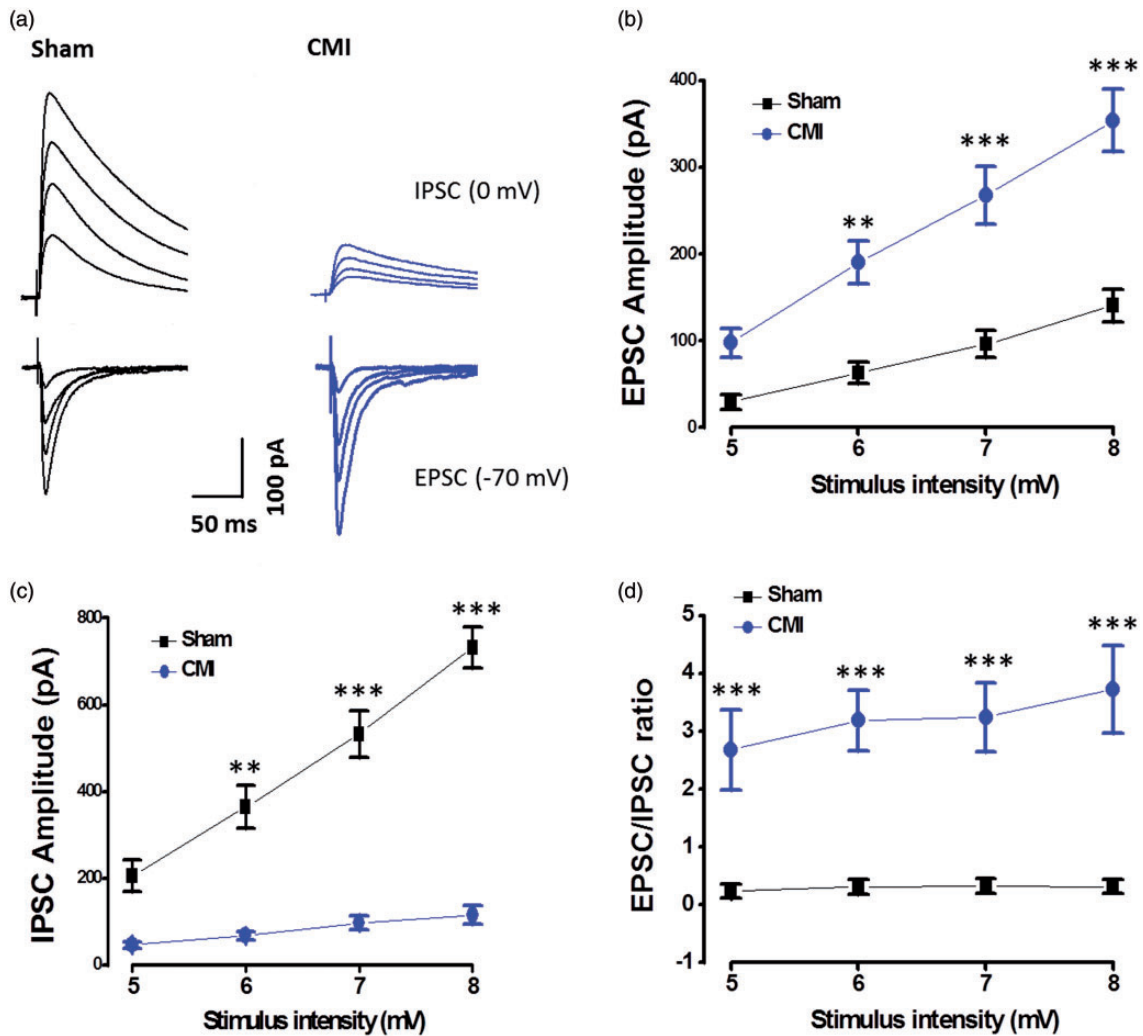 (a)
Sham
CMI
IPSC (0 mV)
EPSC (-70 mV)
100 pA
50 ms
(b)
EPSC Amplitude (pA)
400
300
200
100
0
Sham
CMI
**
***
***
5 6 7 8
Stimulus intensity (mV)
(c)
IPSC Amplitude (pA)
800
600
400
200
0
Sham
CMI
**
***
***
5 6 7 8
Stimulus intensity (mV)
(d)
EPSC/IPSC ratio
Sham
CMI
5
4
3
2
1
0
-1
***
***
***
***
5 6 7 8
Stimulus intensity (mV)